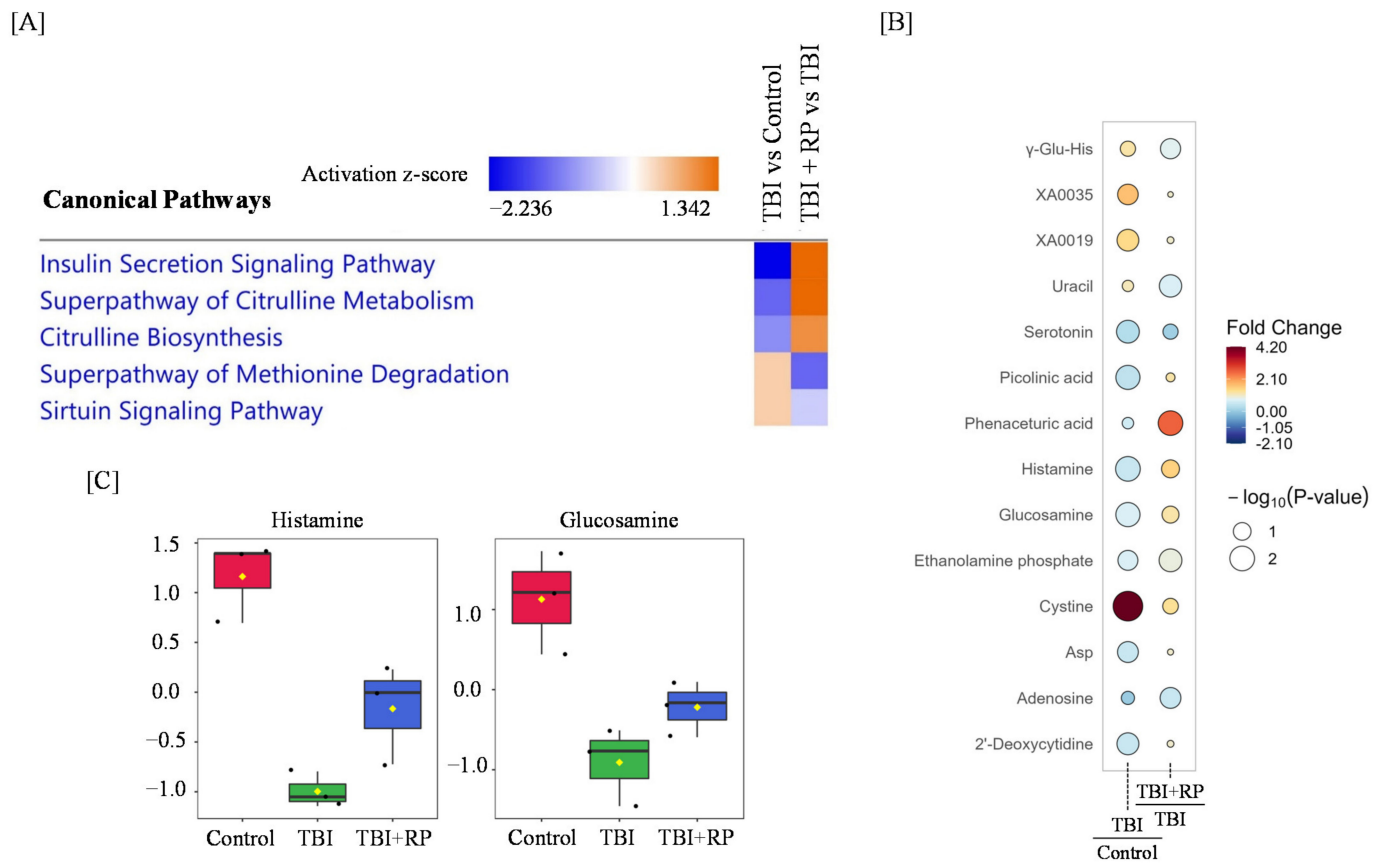 [A]
Activation z-score
−2.236
1.342
TBI vs Control
TBI + RP vs TBI
Canonical Pathways
Insulin Secretion Signaling Pathway
Superpathway of Citrulline Metabolism
Citrulline Biosynthesis
Superpathway of Methionine Degradation
Sirtuin Signaling Pathway
[B]
γ-Glu-His
XA0035
XA0019
Uracil
Serotonin
Picolinic acid
Phenaceturic acid
Histamine
Glucosamine
Ethanolamine phosphate
Cystine
Asp
Adenosine
2'-Deoxycytidine
TBI
Control
TBI+RP
TBI
Fold Change
4.20
2.10
0.00
-1.05
-2.10
− log10(P-value)
1
2
[C]
Histamine
1.5
1.0
0.5
0.0
−0.5
−1.0
Control
TBI
TBI+RP
Glucosamine
1.0
0.0
−1.0
Control
TBI
TBI+RP